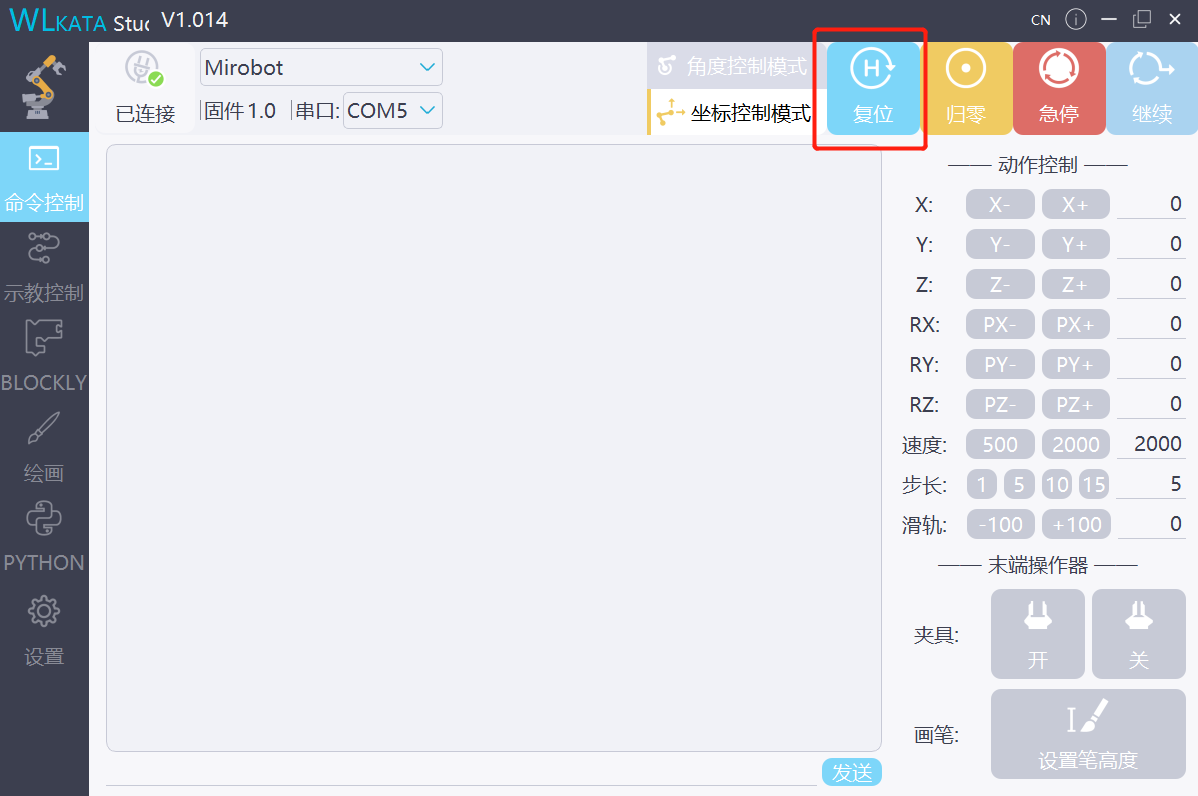 WLKATA Stuc V1.014
CN
已连接
Mirobot
固件 1.0
串口: COM5
角度控制模式
坐标控制模式
H
复位
归零
急停
继续
命令控制
示教控制
BLOCKLY
绘画
PYTHON
设置
发送
动作控制
X: X- X+ 0
Y: Y- Y+ 0
Z: Z- Z+ 0
RX: PX- PX+ 0
RY: PY- PY+ 0
RZ: PZ- PZ+ 0
速度: 500 2000 2000
步长: 1 5 10 15 5
滑轨: -100 +100 0
末端操作器
夹具: 开 关
画笔: 设置笔高度